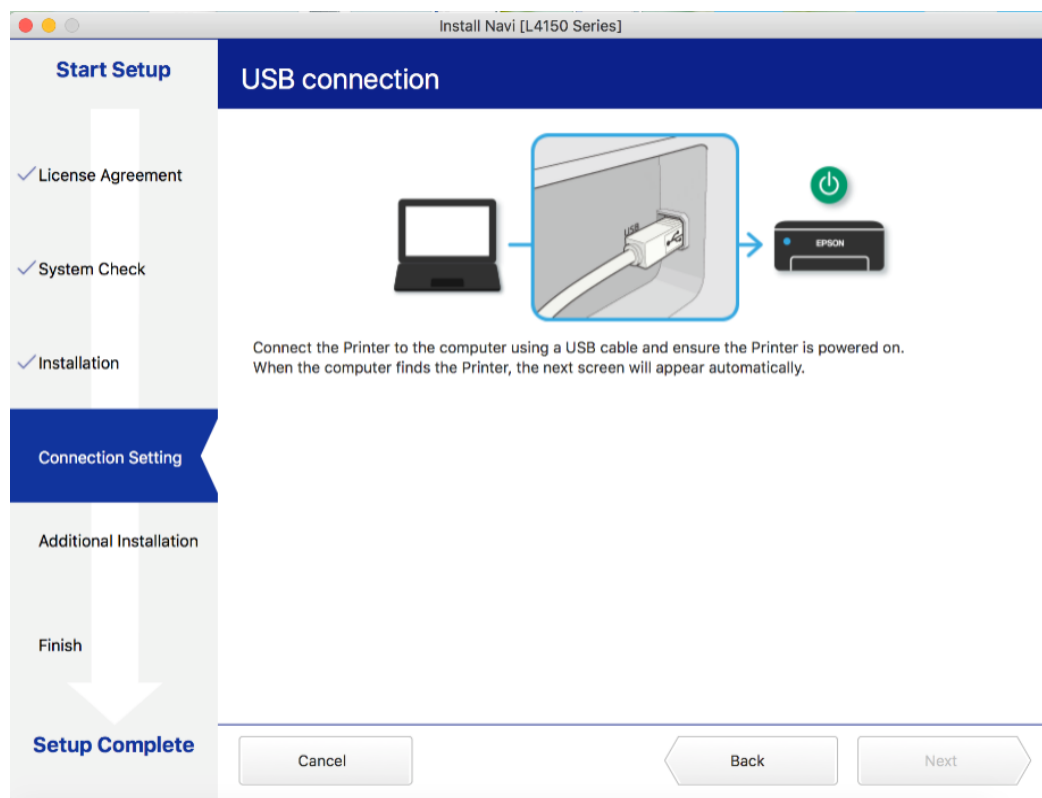 Install Navi [L4150 Series]
Start Setup
License Agreement
System Check
Installation
Connection Setting
Additional Installation
Finish
Setup Complete
USB connection
USB
EPSON
Connect the Printer to the computer using a USB cable and ensure the Printer is powered on.
When the computer finds the Printer, the next screen will appear automatically.
Cancel
Back
Next